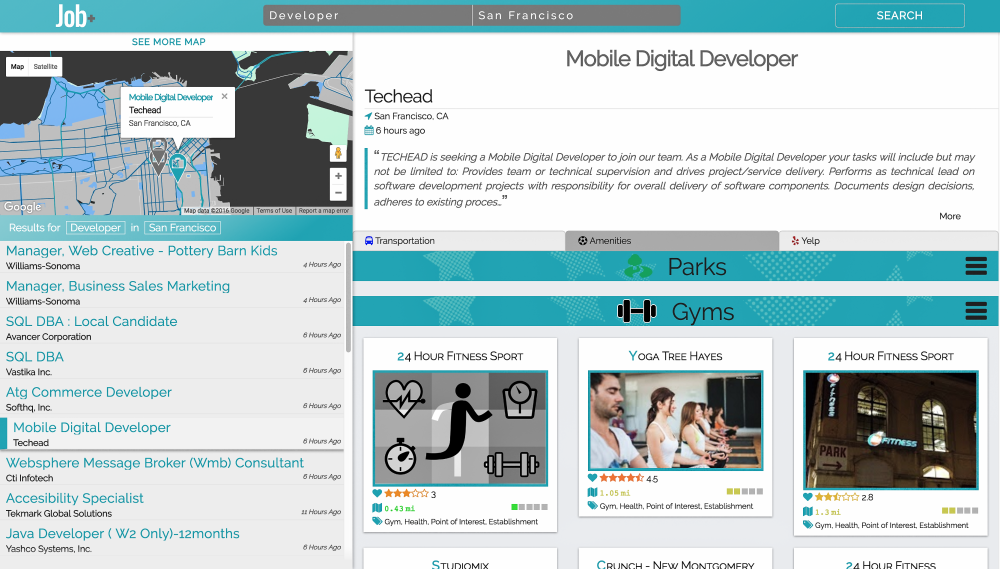 Job+
Developer
San Francisco
SEARCH
SEE MORE MAP
Map
Satellite
Mobile Digital Developer
Techead
San Francisco, CA
Google
Map data ©2016 Google
Terms of Use
Report a map error
Results for Developer in San Francisco
Manager, Web Creative - Pottery Barn Kids
Williams-Sonoma
4 Hours Ago
Manager, Business Sales Marketing
Williams-Sonoma
4 Hours Ago
SQL DBA : Local Candidate
Avancer Corporation
6 Hours Ago
SQL DBA
Vastika Inc.
6 Hours Ago
Atg Commerce Developer
Softhq, Inc.
6 Hours Ago
Mobile Digital Developer
Techead
6 Hours Ago
Websphere Message Broker (Wmb) Consultant
Cti Infotech
6 Hours Ago
Accesibility Specialist
Tekmark Global Solutions
11 Hours Ago
Java Developer ( W2 Only)-12months
Yashco Systems, Inc.
6 Hours Ago
Mobile Digital Developer
Techead
San Francisco, CA
6 hours ago
“ TECHEAD is seeking a Mobile Digital Developer to join our team. As a Mobile Digital Developer your tasks will include but may
not be limited to: Provides team or technical supervision and drives project/service delivery. Performs as technical lead on
software development projects with responsibility for overall delivery of software components. Documents design decisions,
adheres to existing proces...”
More
Transportation
Amenities
Yelp
Parks
Gyms
24 Hour Fitness Sport
3
0.43 mi
Gym, Health, Point of Interest, Establishment
Yoga Tree Hayes
4.5
1.05 mi
Gym, Health, Point of Interest, Establishment
24 Hour Fitness Sport
FITNESS
FITNESS
PARK
2.8
1.3 mi
Gym, Health, Point of Interest, Establishment
Studiomix
Crunch - New Montgomery
24 Hour Fitness